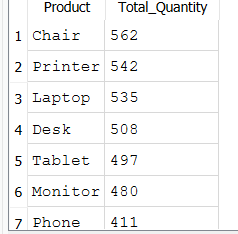 Product Total_Quantity
1 Chair 562
2 Printer 542
3 Laptop 535
4 Desk 508
5 Tablet 497
6 Monitor 480
7 Phone 411